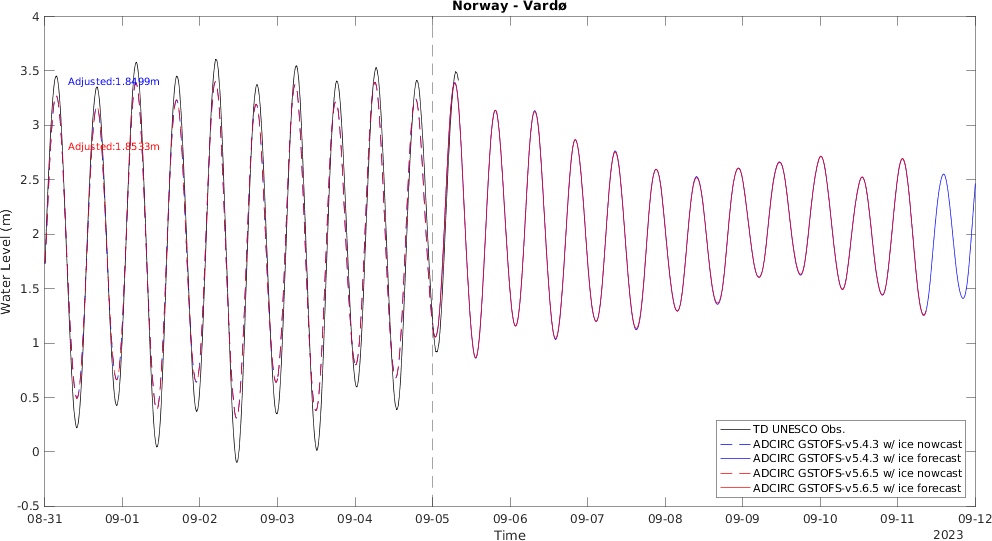 Norway - Vardø
4
3.5
3
2.5
2
1.5
1
0.5
0
-0.5
Water Level (m)
Adjusted:1.8499m
Adjusted:1.8533m
TD UNESCO Obs.
ADCIRC GSTOFS-v5.4.3 w/ ice nowcast
ADCIRC GSTOFS-v5.4.3 w/ ice forecast
ADCIRC GSTOFS-v5.6.5 w/ ice nowcast
ADCIRC GSTOFS-v5.6.5 w/ ice forecast
08-31 09-01 09-02 09-03 09-04 09-05 09-06 09-07 09-08 09-09 09-10 09-11 09-12
Time
2023